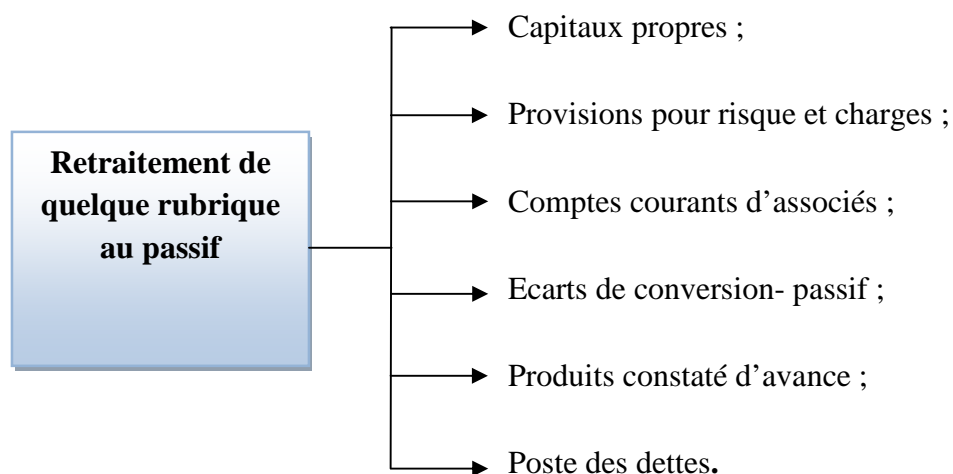 Capitaux propres ;
Provisions pour risque et charges ;
Retraitement de
quelque rubrique
au passif
Comptes courants d’associés ;
Ecarts de conversion- passif ;
Produits constaté d’avance ;
Poste des dettes.